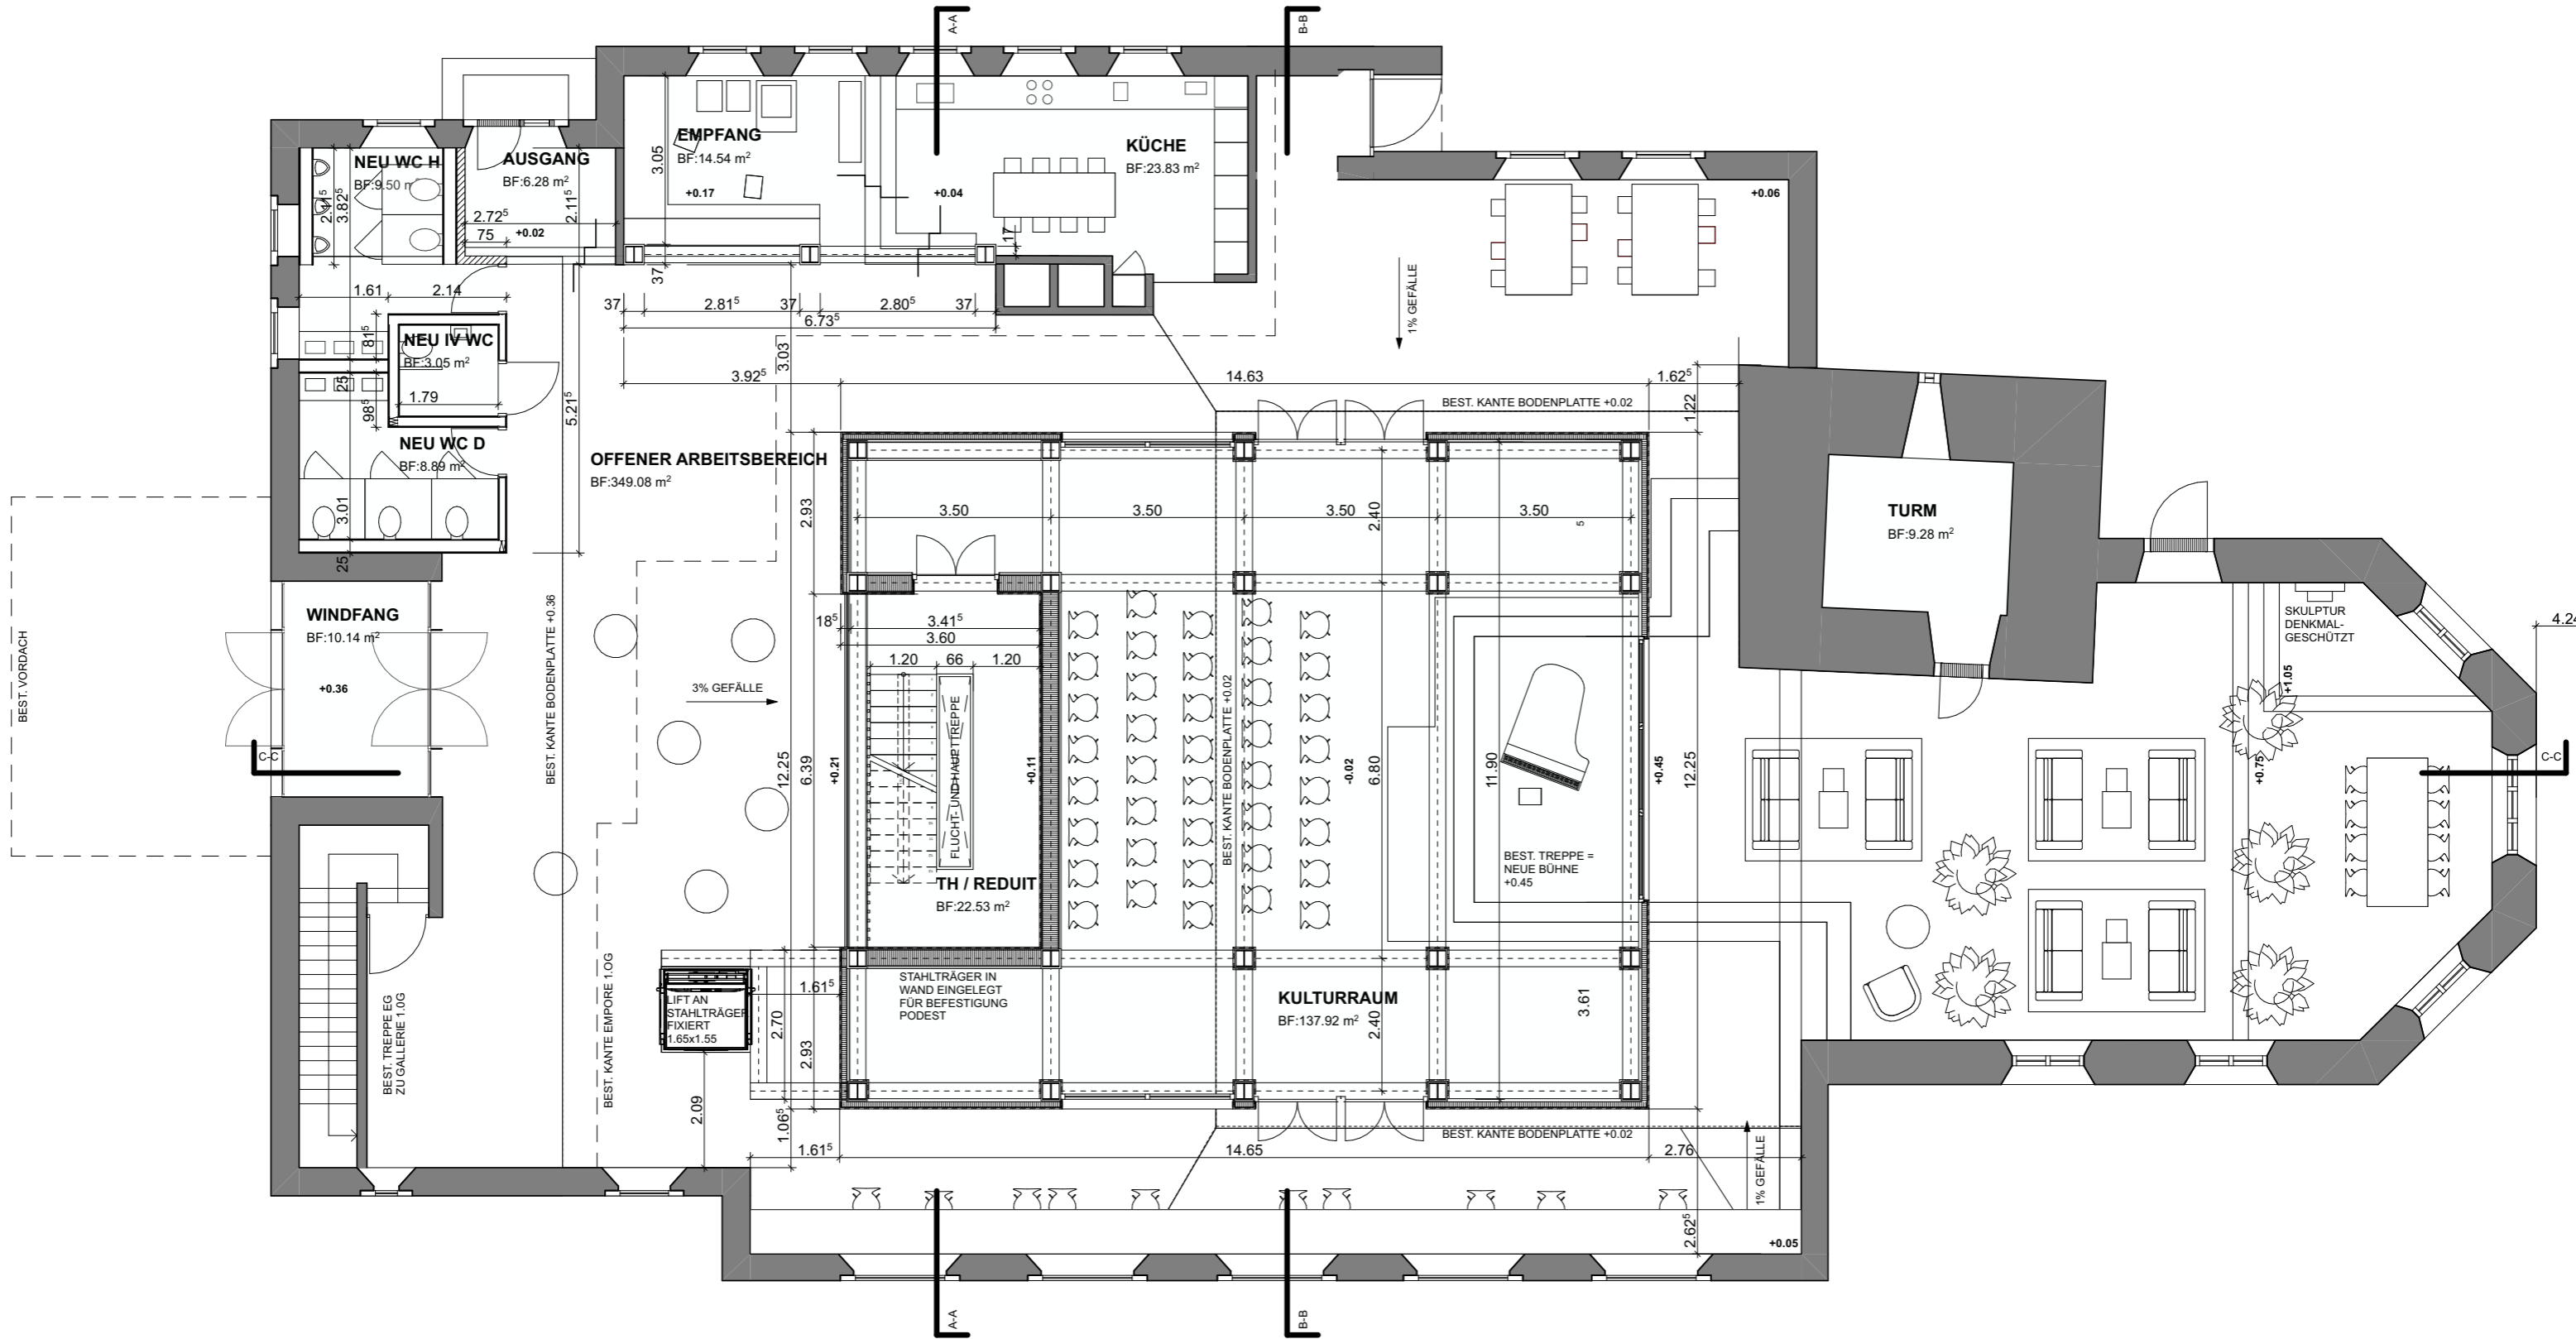 A-A
B-B
EMPFANG
BF:14.54 m²
+0.17
3.05
KÜCHE
BF:23.83 m²
+0.04
NEU WC H
BF:9.50 m²
2.11⁵
3.82⁵
AUSGANG
BF:6.28 m²
2.72⁵
75
+0.02
2.11⁵
+0.06
17
37
1.61
2.14
37
2.81⁵
37
2.80⁵
37
6.73⁵
1% GEFÄLLE
81⁵
NEU IV WC
BF:3.05 m²
1.79
25
98⁵
3.03
3.92⁵
14.63
1.62⁵
1.22
5.21⁵
BEST. KANTE BODENPLATTE +0.02
NEU WC D
BF:8.89 m²
3.01
25
OFFENER ARBEITSBEREICH
BF:349.08 m²
2.93
3.50
3.50
3.50
3.50
2.40
5
TURM
BF:9.28 m²
WINDFANG
BF:10.14 m²
+0.36
BEST. VORDACH
BEST. KANTE BODENPLATTE +0.36
18⁵
3.41⁵
3.60
1.20
66
1.20
SKULPTUR
DENKMAL-
GESCHÜTZT
4.24
+1.05
3% GEFÄLLE
FLUCHT- UND HAUPTTREPPE
BEST. KANTE BODENPLATTE +0.02
C-C
12.25
6.39
+0.21
+0.11
-0.02
6.80
11.90
+0.45
12.25
+0.75
C-C
BEST. TREPPE =
NEUE BÜHNE
+0.45
TH / REDUIT
BF:22.53 m²
BEST. TREPPE EG
ZU GALLERIE 1.0G
BEST. KANTE EMPORE 1.OG
LIFT AN
STAHLTRÄGER
FIXIERT
1.65x1.55
1.61⁵
2.70
2.93
STAHLTRÄGER IN
WAND EINGELEGT
FÜR BEFESTIGUNG
PODEST
KULTURRAUM
BF:137.92 m²
2.40
3.61
2.09
1.06⁵
BEST. KANTE BODENPLATTE +0.02
1.61⁵
14.65
2.76
1% GEFÄLLE
2.62⁵
+0.05
A-A
B-B